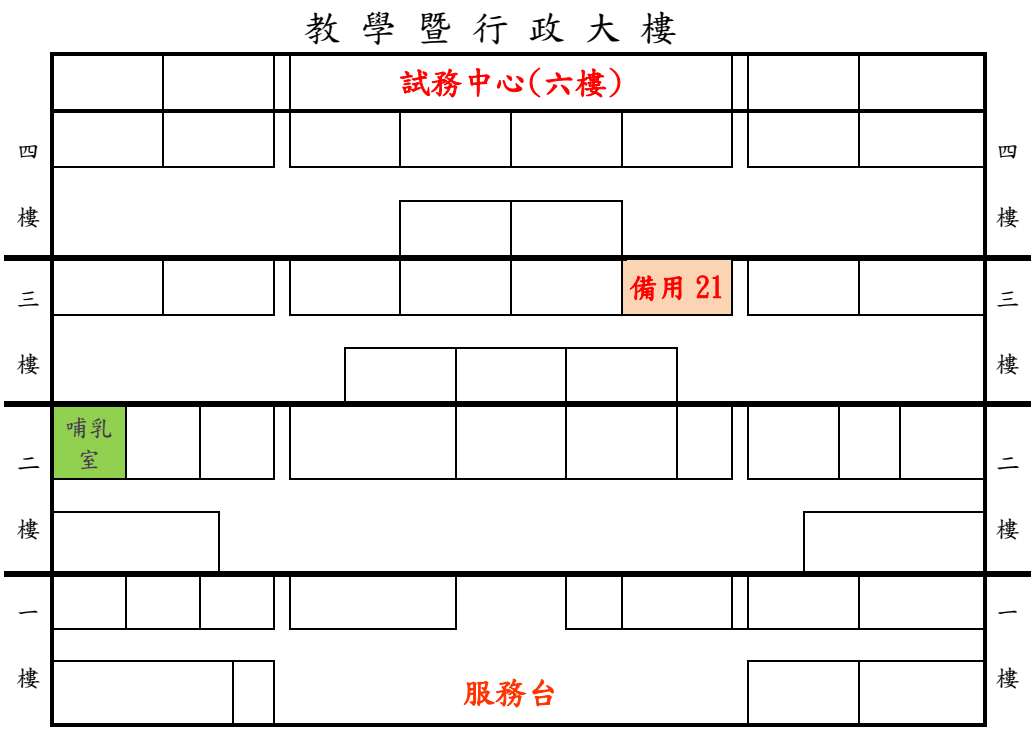 教學暨行政大樓
試務中心(六樓)
四樓
四樓
備用 21
三樓
三樓
哺乳
室
二樓
二樓
一樓
一樓
服務台